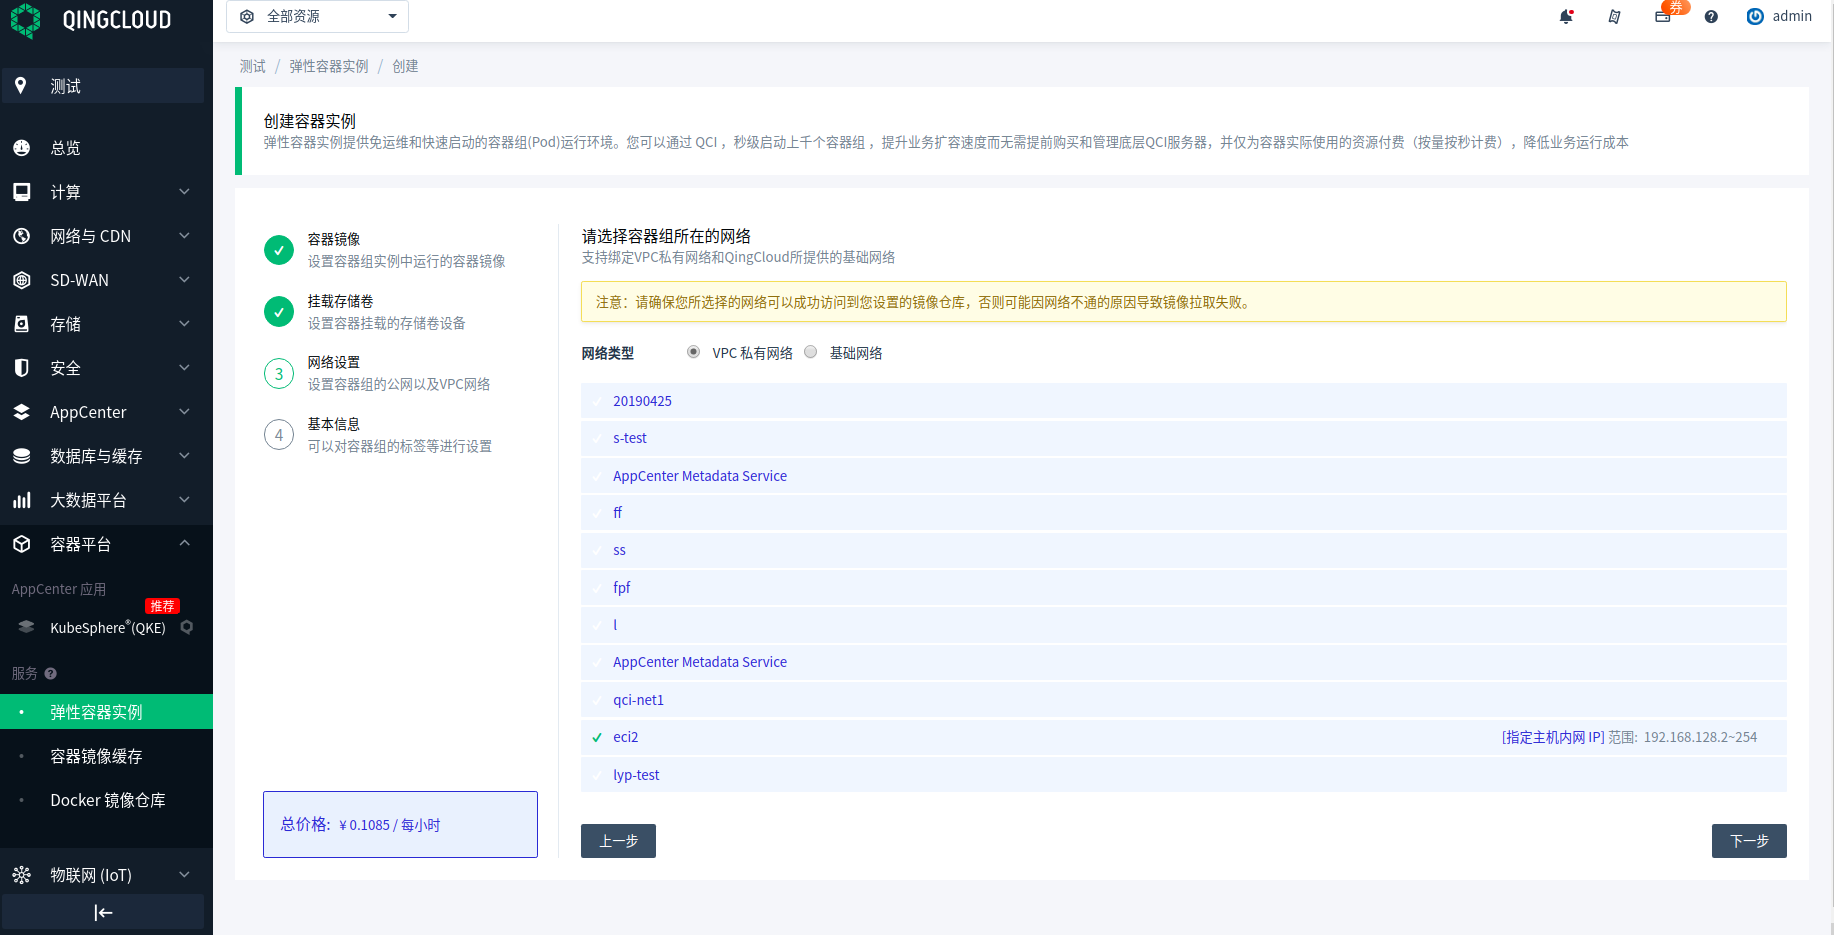 QINGCLOUD
全部资源
券
admin
测试
总览
计算
网络与 CDN
SD-WAN
存储
安全
AppCenter
数据库与缓存
大数据平台
容器平台
AppCenter 应用
推荐
KubeSphere®(QKE)
服务
弹性容器实例
容器镜像缓存
Docker 镜像仓库
物联网 (IoT)
测试 / 弹性容器实例 / 创建
创建容器实例
弹性容器实例提供免运维和快速启动的容器组(Pod)运行环境。您可以通过 QCI ，秒级启动上千个容器组 ，提升业务扩容速度而无需提前购买和管理底层QCI服务器，并仅为容器实际使用的资源付费（按量按秒计费），降低业务运行成本
容器镜像
设置容器组实例中运行的容器镜像
挂载存储卷
设置容器挂载的存储卷设备
3
网络设置
设置容器组的公网以及VPC网络
4
基本信息
可以对容器组的标签等进行设置
总价格: ¥ 0.1085 / 每小时
请选择容器组所在的网络
支持绑定VPC私有网络和QingCloud所提供的基础网络
注意：请确保您所选择的网络可以成功访问到您设置的镜像仓库，否则可能因网络不通的原因导致镜像拉取失败。
网络类型 VPC 私有网络 基础网络
20190425
s-test
AppCenter Metadata Service
ff
ss
fpf
l
AppCenter Metadata Service
qci-net1
eci2 [指定主机内网 IP] 范围: 192.168.128.2~254
lyp-test
上一步 下一步